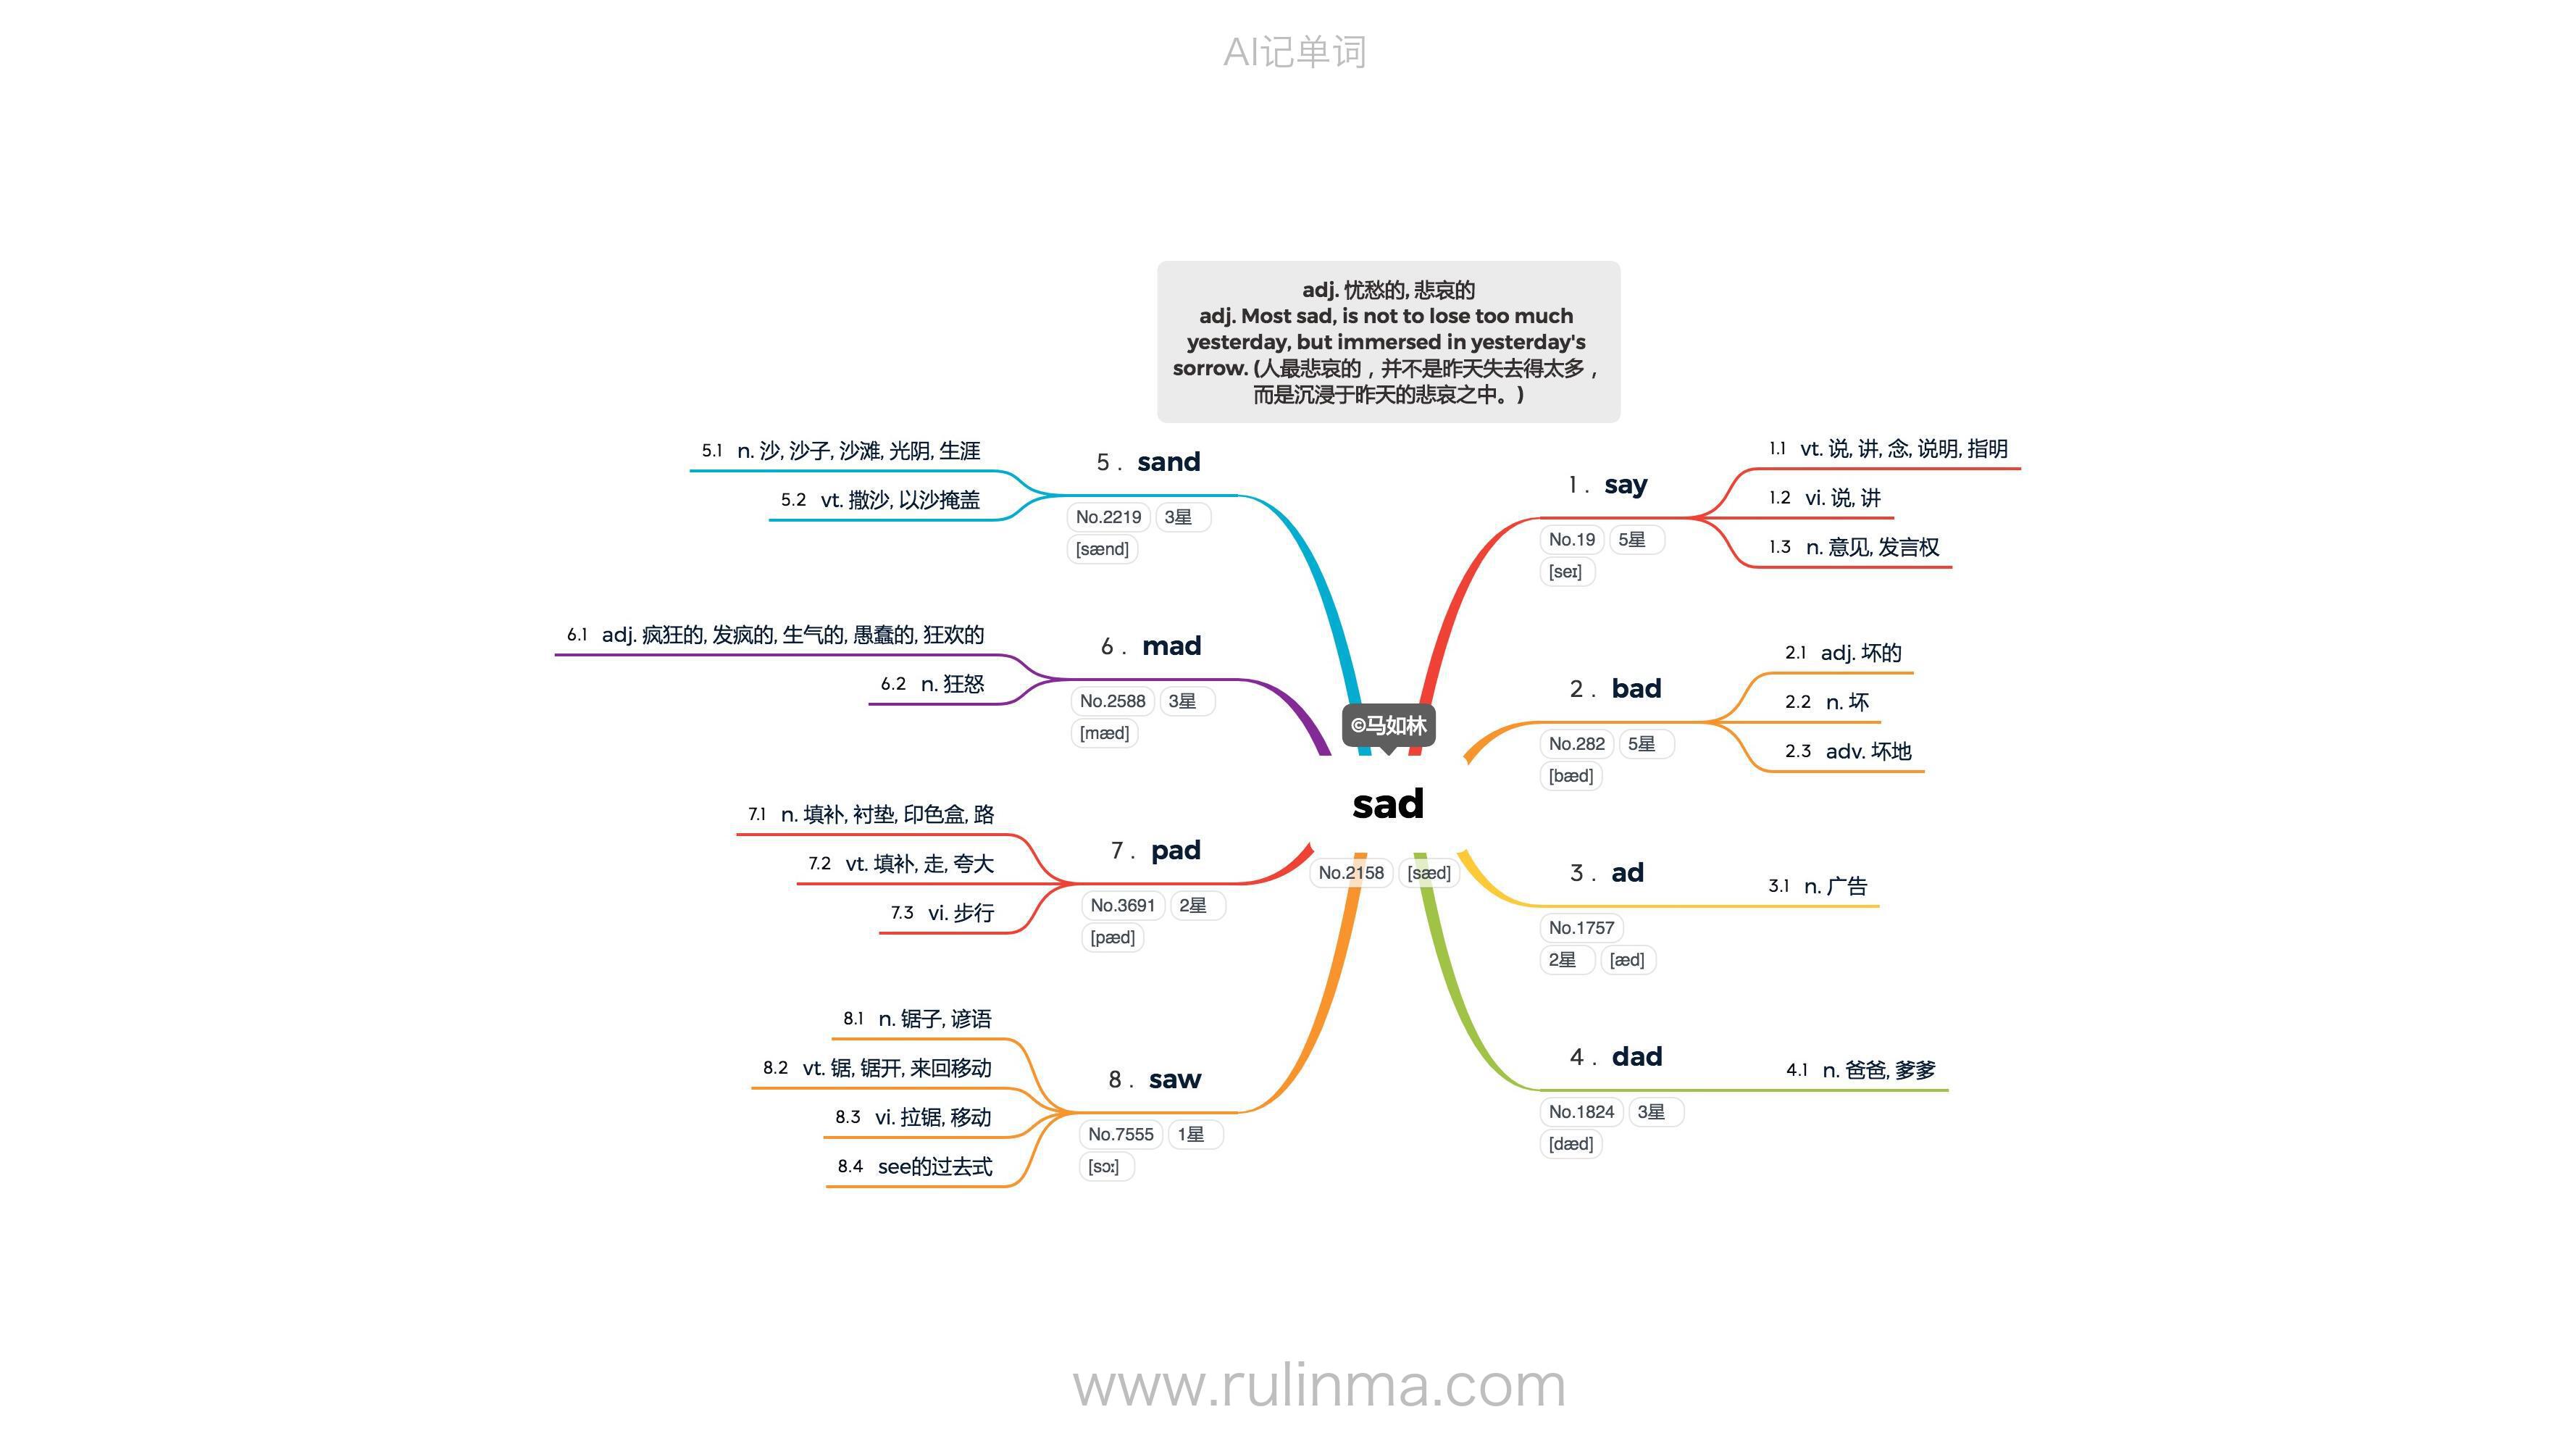 AI记单词
adj. 忧愁的, 悲哀的
adj. Most sad, is not to lose too much
yesterday, but immersed in yesterday's
sorrow. (人最悲哀的，并不是昨天失去得太多，
而是沉浸于昨天的悲哀之中。)
©马如林
sad
No.2158 [sæd]
1. say
No.19 5星
[seɪ]
1.1 vt. 说, 讲, 念, 说明, 指明
1.2 vi. 说, 讲
1.3 n. 意见, 发言权
2. bad
No.282 5星
[bæd]
2.1 adj. 坏的
2.2 n. 坏
2.3 adv. 坏地
3. ad
No.1757
2星 [æd]
3.1 n. 广告
4. dad
No.1824 3星
[dæd]
4.1 n. 爸爸, 爹爹
5. sand
No.2219 3星
[sænd]
5.1 n. 沙, 沙子, 沙滩, 光阴, 生涯
5.2 vt. 撒沙, 以沙掩盖
6. mad
No.2588 3星
[mæd]
6.1 adj. 疯狂的, 发疯的, 生气的, 愚蠢的, 狂欢的
6.2 n. 狂怒
7. pad
No.3691 2星
[pæd]
7.1 n. 填补, 衬垫, 印色盒, 路
7.2 vt. 填补, 走, 夸大
7.3 vi. 步行
8. saw
No.7555 1星
[sɔː]
8.1 n. 锯子, 谚语
8.2 vt. 锯, 锯开, 来回移动
8.3 vi. 拉锯, 移动
8.4 see的过去式
www.rulinma.com